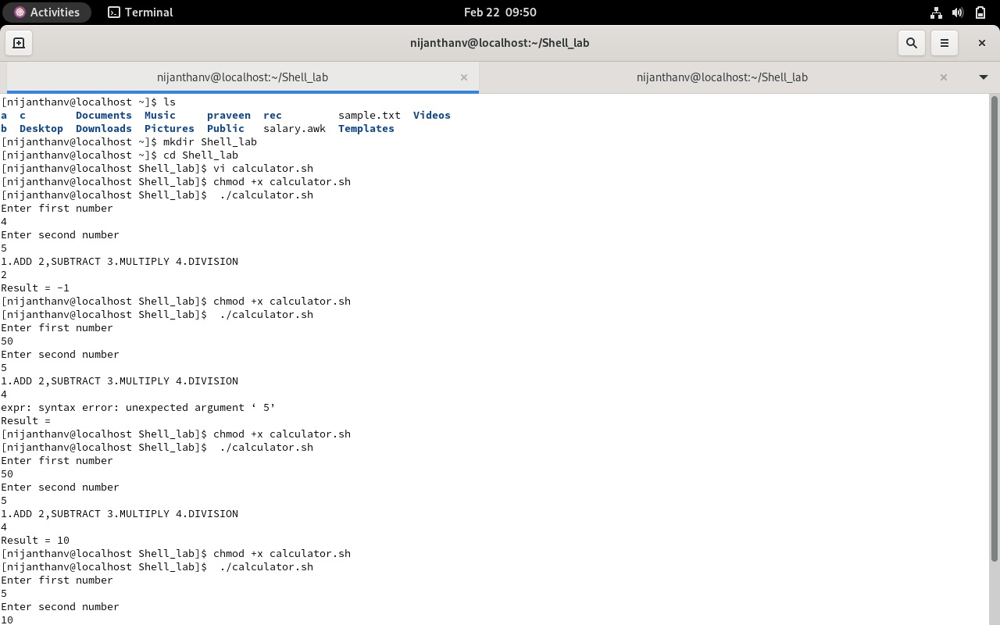 Activities Terminal Feb 22 09:50
nijanthanv@localhost:~/Shell_lab
nijanthanv@localhost:~/Shell_lab nijanthanv@localhost:~/Shell_lab
[nijanthanv@localhost ~]$ ls
a  c        Documents  Music     praveen  rec         sample.txt  Videos
b  Desktop  Downloads  Pictures  Public   salary.awk  Templates
[nijanthanv@localhost ~]$ mkdir Shell_lab
[nijanthanv@localhost ~]$ cd Shell_lab
[nijanthanv@localhost Shell_lab]$ vi calculator.sh
[nijanthanv@localhost Shell_lab]$ chmod +x calculator.sh
[nijanthanv@localhost Shell_lab]$  ./calculator.sh
Enter first number
4
Enter second number
5
1.ADD 2,SUBTRACT 3.MULTIPLY 4.DIVISION
2
Result = -1
[nijanthanv@localhost Shell_lab]$ chmod +x calculator.sh
[nijanthanv@localhost Shell_lab]$  ./calculator.sh
Enter first number
50
Enter second number
5
1.ADD 2,SUBTRACT 3.MULTIPLY 4.DIVISION
4
expr: syntax error: unexpected argument ‘ 5’
Result =
[nijanthanv@localhost Shell_lab]$ chmod +x calculator.sh
[nijanthanv@localhost Shell_lab]$  ./calculator.sh
Enter first number
50
Enter second number
5
1.ADD 2,SUBTRACT 3.MULTIPLY 4.DIVISION
4
Result = 10
[nijanthanv@localhost Shell_lab]$ chmod +x calculator.sh
[nijanthanv@localhost Shell_lab]$  ./calculator.sh
Enter first number
5
Enter second number
10